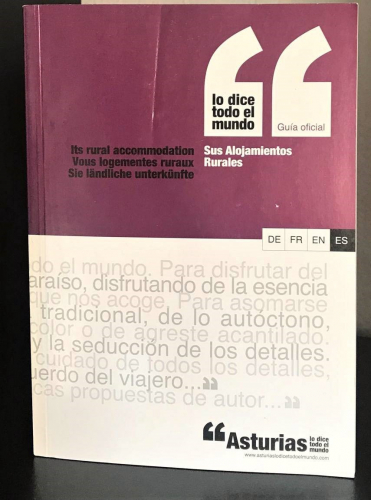 lo dice
todo el
mundo
Guía oficial
Its rural accommodation
Vous logementes ruraux
Sie ländliche unterkünfte
Sus Alojamientos
Rurales
DE FR EN ES
do el mundo. Para disfrutar del
araíso, disfrutando de la esencia
que nos acoge, Para asomarse
tradicional, de lo autóctono,
color o de agreste acantilado.
y la seducción de los detalles.
cuidado de todos los detalles,
uerdo del viajero...
cas propuestas de autor...
Asturias
lo dice
todo el
mundo
www.asturiaslodicetodoelmundo.com